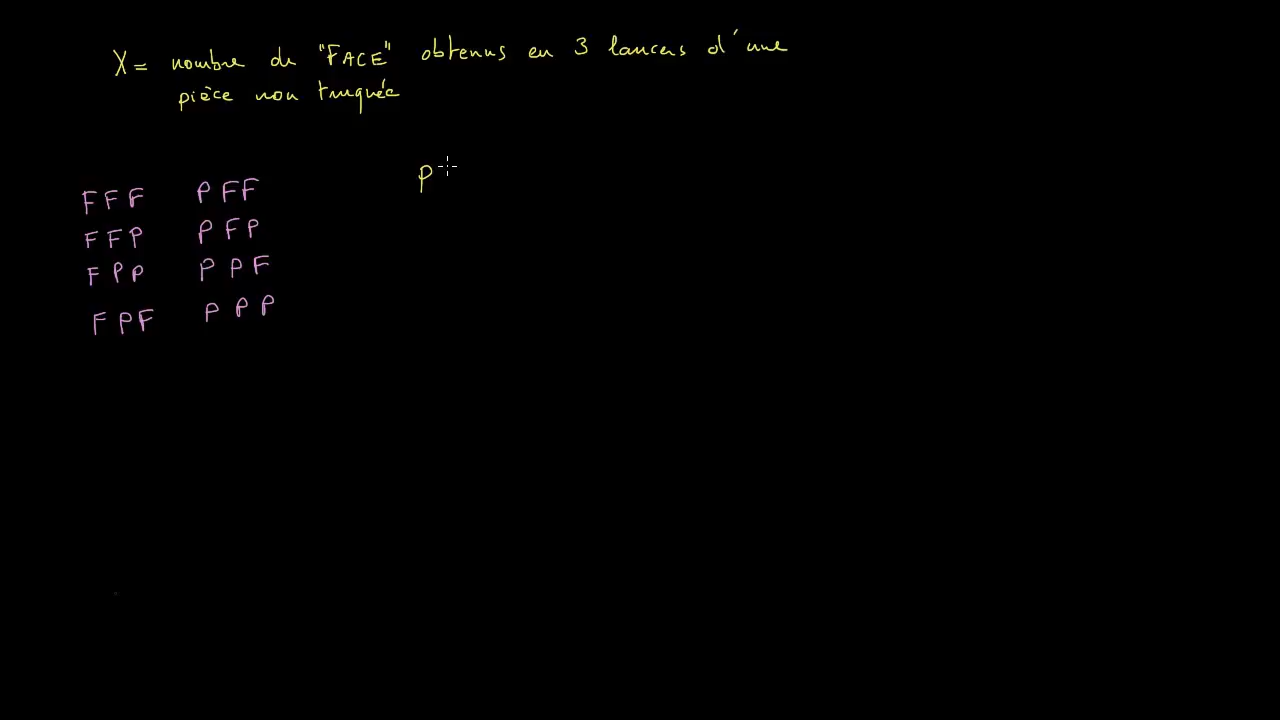 X = nombre de "FACE" obtenus en 3 lancers d'une
pièce non truquée
P
FFF PFF
FFP PFP
FPP PPF
FPF PPP